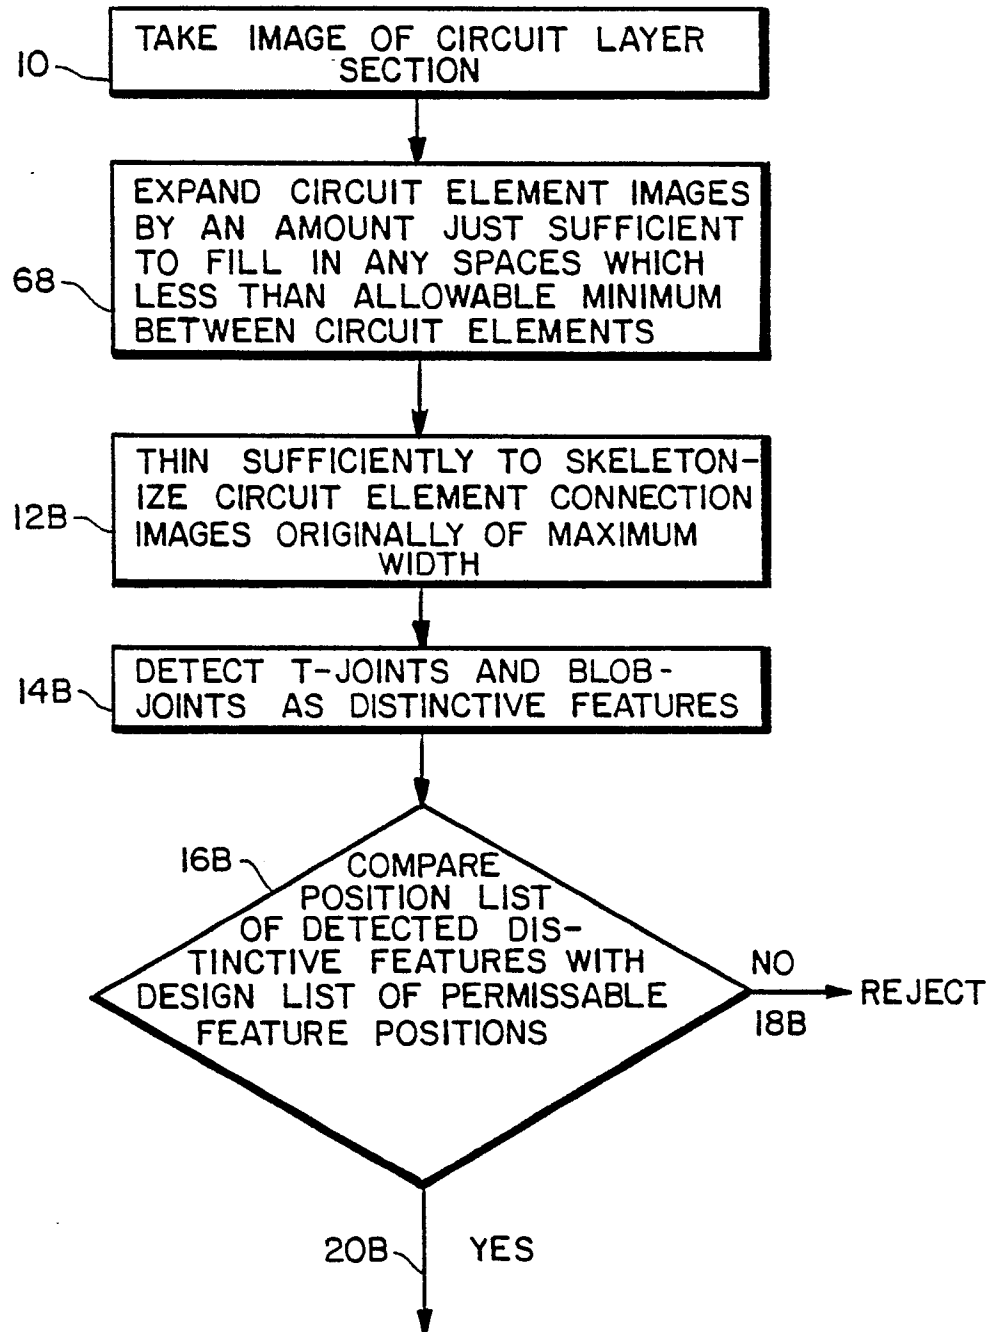 TAKE IMAGE OF CIRCUIT LAYER
SECTION
10
EXPAND CIRCUIT ELEMENT IMAGES
BY AN AMOUNT JUST SUFFICIENT
TO FILL IN ANY SPACES WHICH
LESS THAN ALLOWABLE MINIMUM
BETWEEN CIRCUIT ELEMENTS
68
THIN SUFFICIENTLY TO SKELETON-
IZE CIRCUIT ELEMENT CONNECTION
IMAGES ORIGINALLY OF MAXIMUM
WIDTH
12B
DETECT T-JOINTS AND BLOB-
JOINTS AS DISTINCTIVE FEATURES
14B
16B
COMPARE
POSITION LIST
OF DETECTED DIS-
TINCTIVE FEATURES WITH
DESIGN LIST OF PERMISSABLE
FEATURE POSITIONS
NO
REJECT
18B
20B
YES